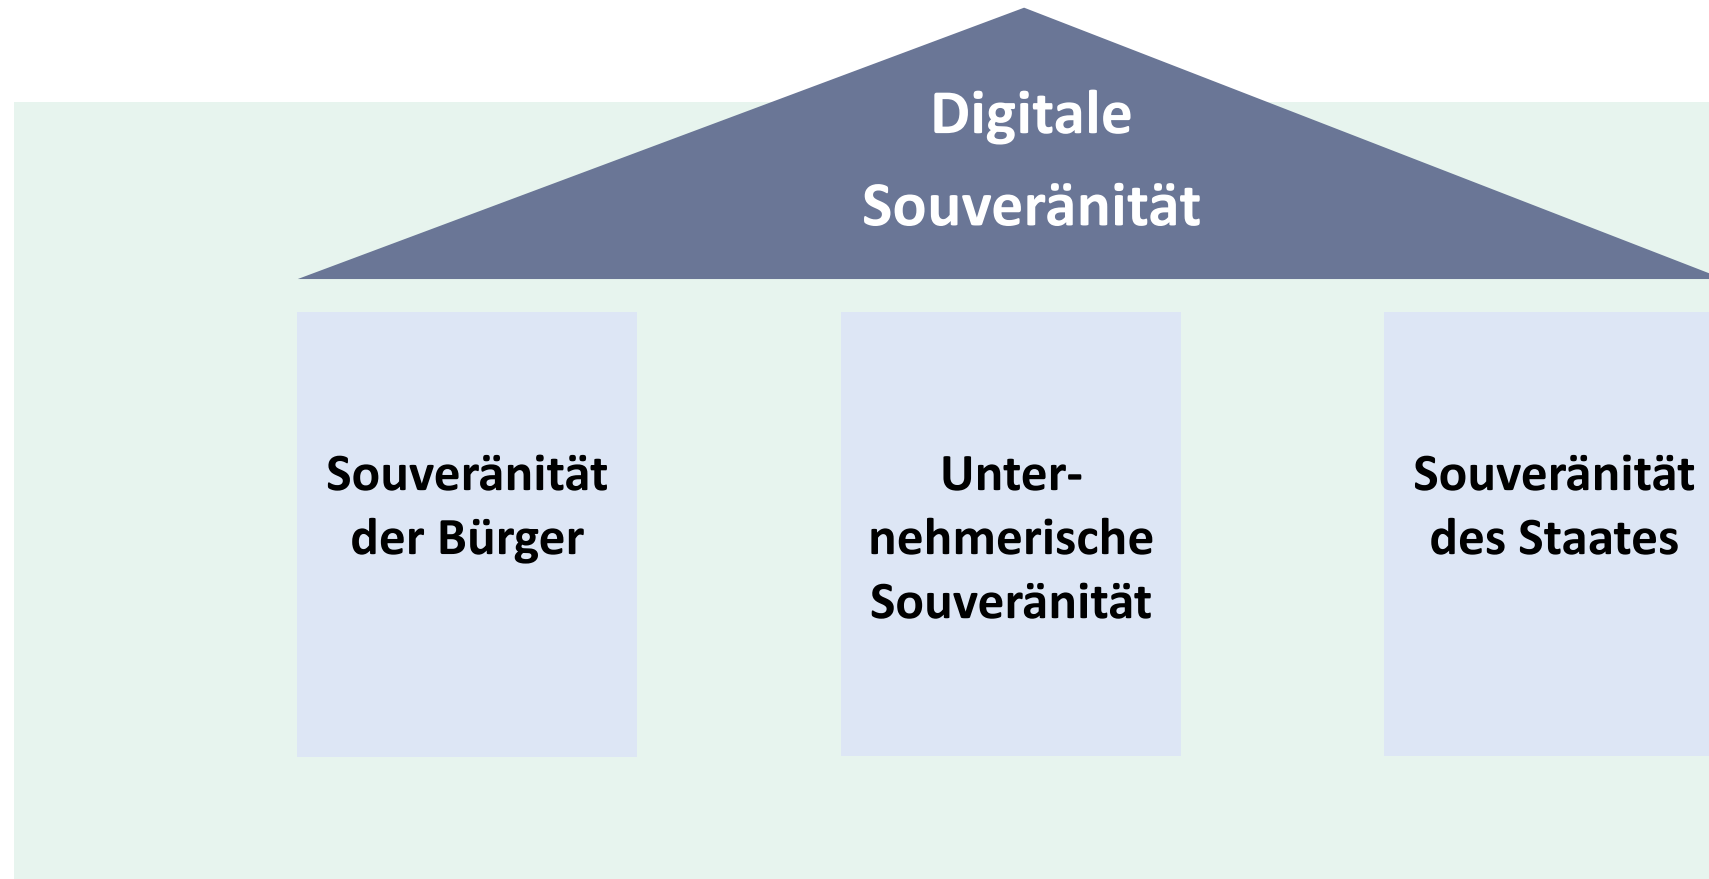 Digitale
Souveränität
Souveränität
der Bürger
Unter-
nehmerische
Souveränität
Souveränität
des Staates